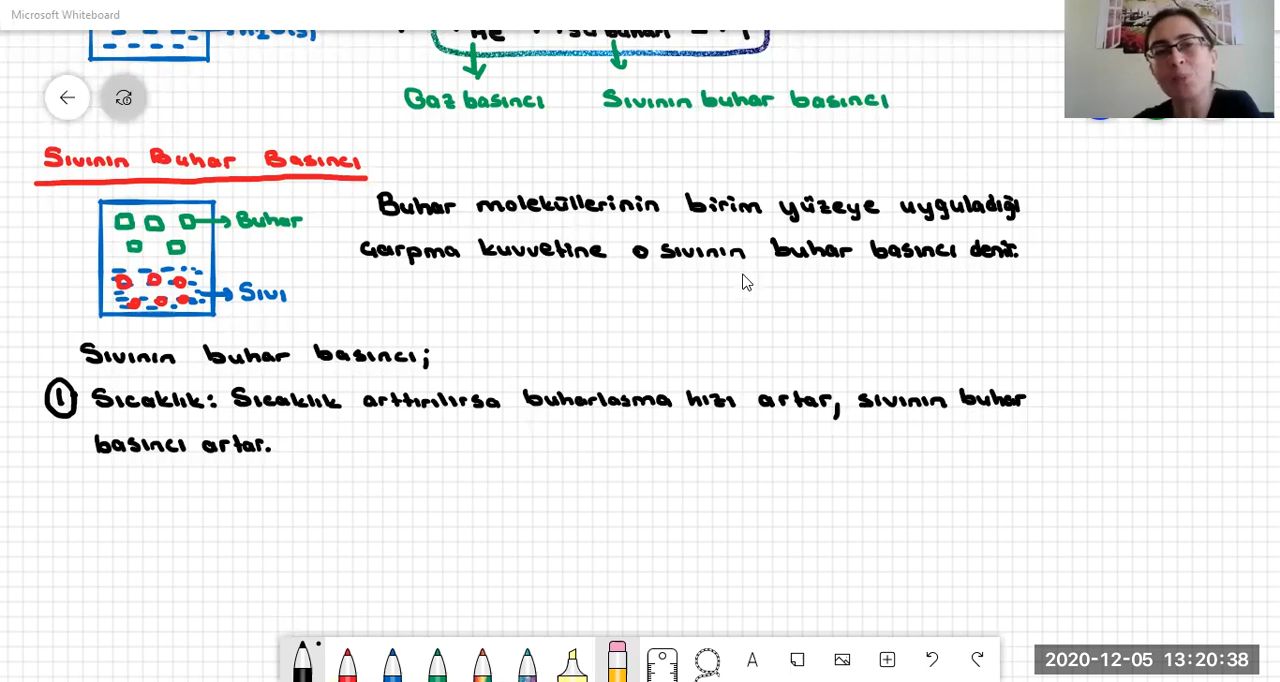 Microsoft Whiteboard
Gaz basıncı Sıvının buhar basıncı
Sıvının Buhar Basıncı
Buhar
Sıvı
Buhar moleküllerinin birim yüzeye uyguladığı
çarpma kuvvetine o sıvının buhar basıncı denir.
Sıvının buhar basıncı;
1 Sıcaklık: Sıcaklık arttırılırsa buharlaşma hızı artar, sıvının buhar
basıncı artar.
A
2020-12-05 13:20:38